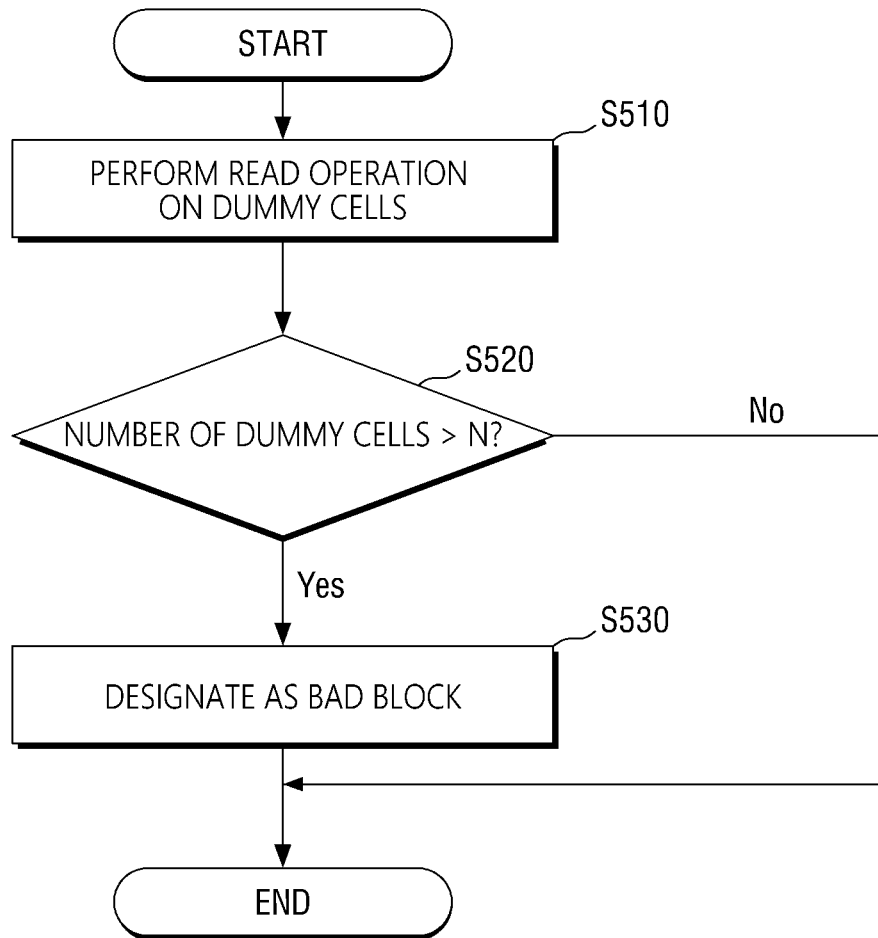 START
S510
PERFORM READ OPERATION
ON DUMMY CELLS
S520
NUMBER OF DUMMY CELLS > N?
No
Yes
S530
DESIGNATE AS BAD BLOCK
END